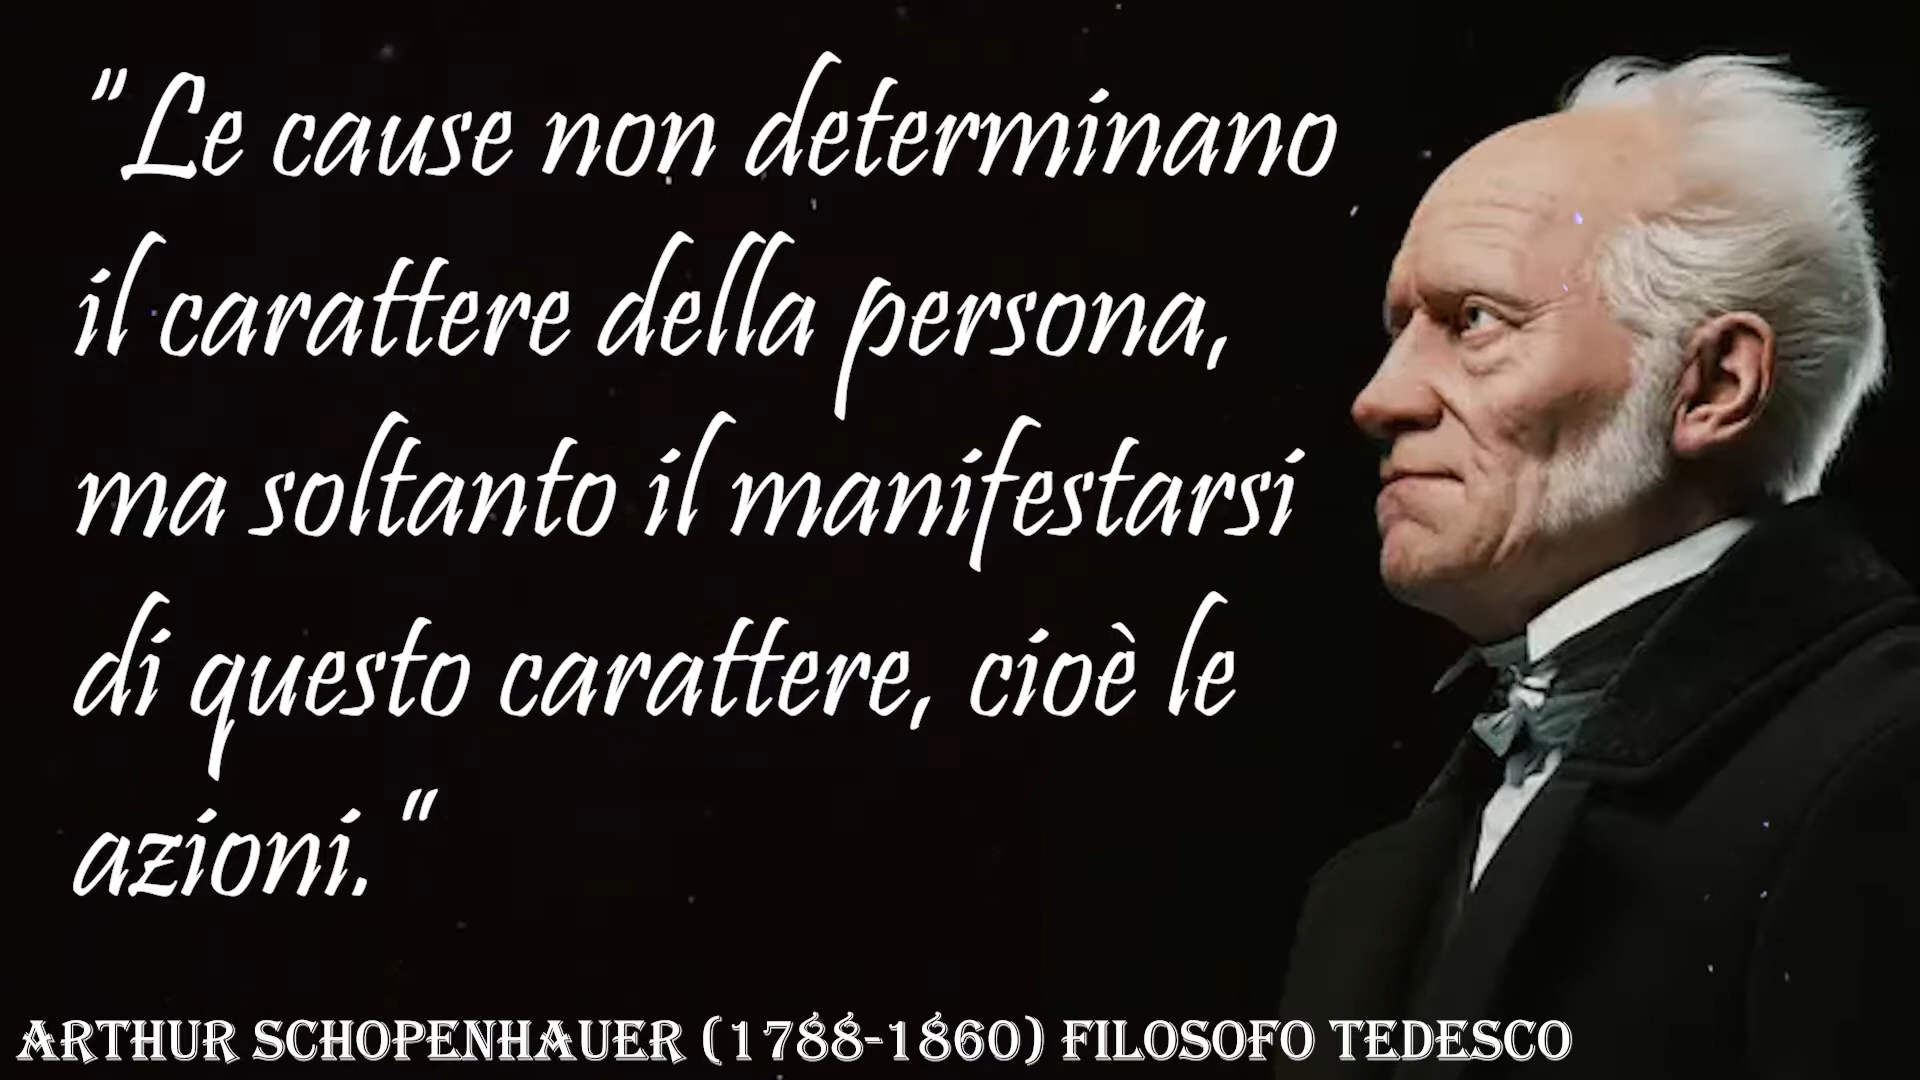 "Le cause non determinano
il carattere della persona,
ma soltanto il manifestarsi
di questo carattere, cioè le
azioni."
ARTHUR SCHOPENHAUER (1788-1860) FILOSOFO TEDESCO